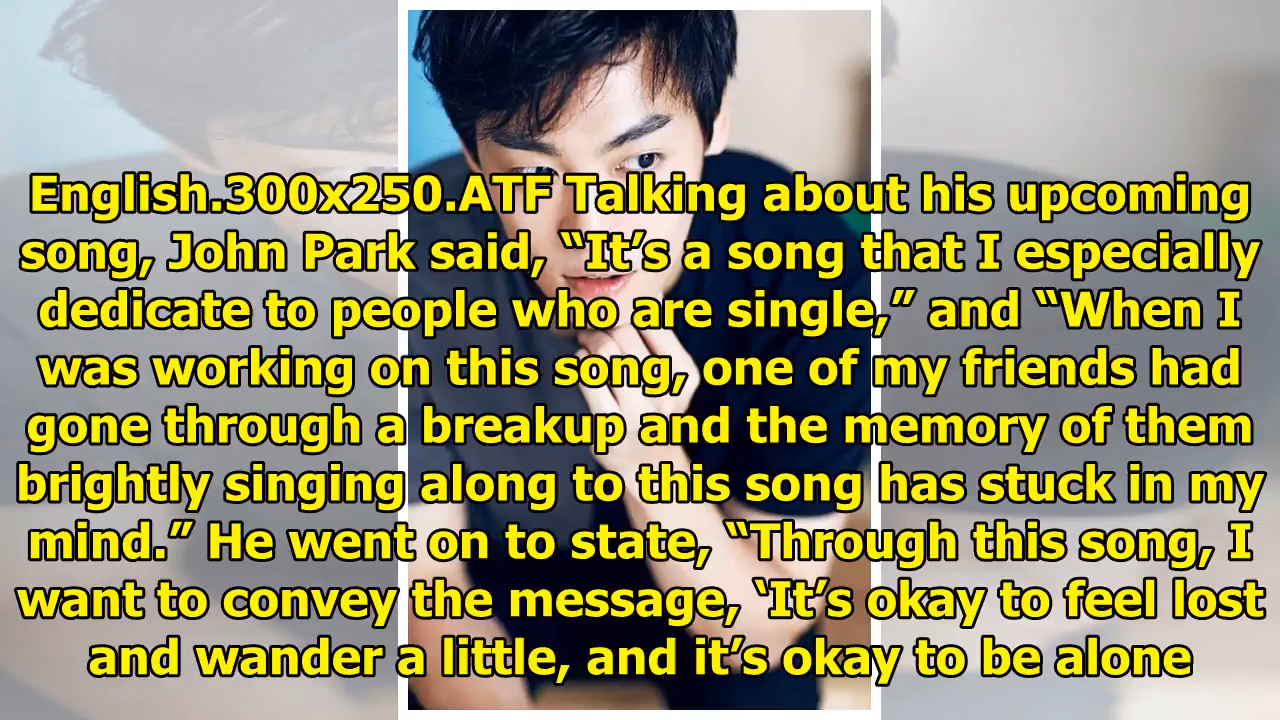 English.300x250.ATF Talking about his upcoming
song, John Park said, “It’s a song that I especially
dedicate to people who are single,” and “When I
was working on this song, one of my friends had
gone through a breakup and the memory of them
brightly singing along to this song has stuck in my
mind.” He went on to state, “Through this song, I
want to convey the message, ‘It’s okay to feel lost
and wander a little, and it’s okay to be alone